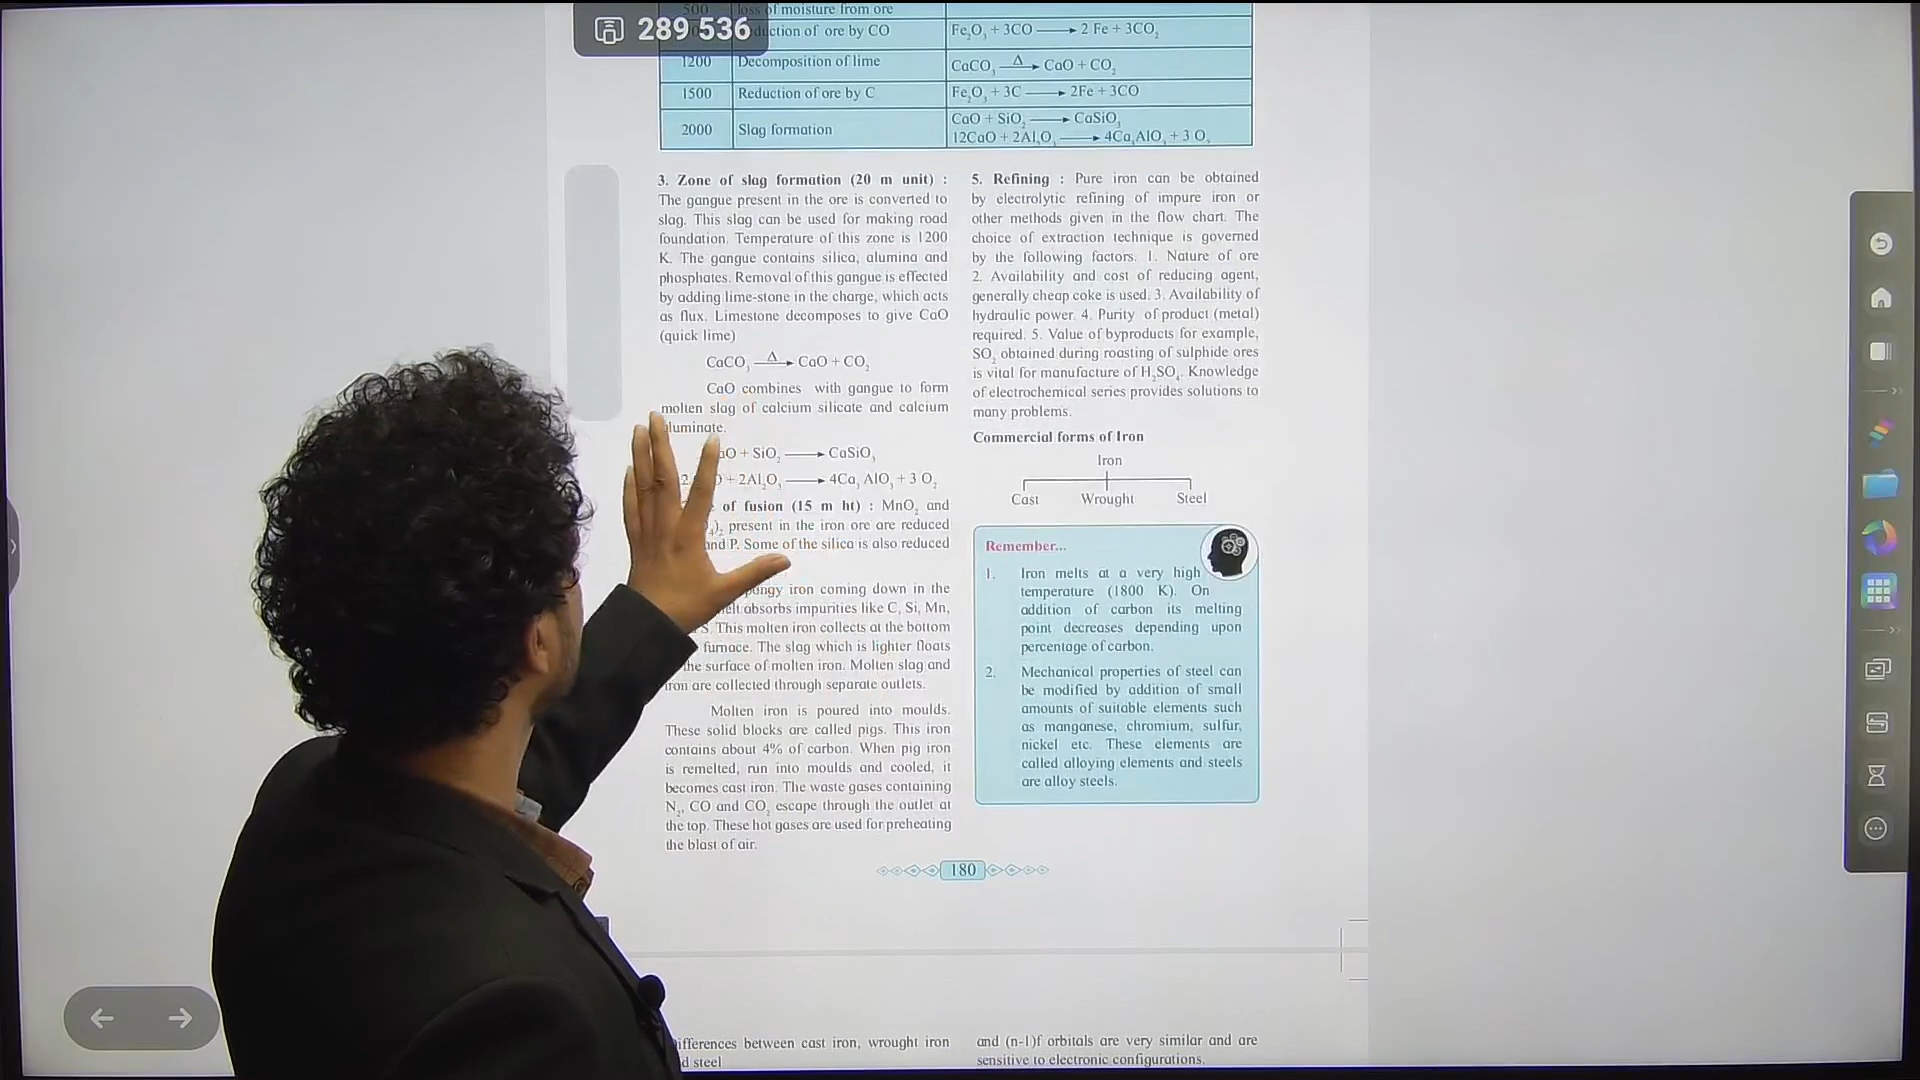 289 536
500 loss of moisture from ore
duction of ore by CO Fe₂O₃ + 3CO ⟶ 2 Fe + 3CO₂
1200 Decomposition of lime CaCO₃ —Δ→ CaO + CO₂
1500 Reduction of ore by C Fe₂O₃ + 3C ⟶ 2Fe + 3CO
2000 Slag formation CaO + SiO₂ ⟶ CaSiO₃
12CaO + 2Al₂O₃ ⟶ 4Ca₃AlO₃ + 3 O₂
3. Zone of slag formation (20 m unit) :
The gangue present in the ore is converted to
slag. This slag can be used for making road
foundation. Temperature of this zone is 1200
K. The gangue contains silica, alumina and
phosphates. Removal of this gangue is effected
by adding lime-stone in the charge, which acts
as flux. Limestone decomposes to give CaO
(quick lime)
CaCO₃ —Δ→ CaO + CO₂
CaO combines with gangue to form
molten slag of calcium silicate and calcium
aluminate.
aO + SiO₂ ⟶ CaSiO₃
+ 2Al₂O₃ ⟶ 4Ca₃ AlO₃ + 3 O₂
of fusion (15 m ht) : MnO₂ and
present in the iron ore are reduced
nd P. Some of the silica is also reduced
pongy iron coming down in the
elt absorbs impurities like C, Si, Mn,
S. This molten iron collects at the bottom
furnace. The slag which is lighter floats
the surface of molten iron. Molten slag and
iron are collected through separate outlets.
Molten iron is poured into moulds.
These solid blocks are called pigs. This iron
contains about 4% of carbon. When pig iron
is remelted, run into moulds and cooled, it
becomes cast iron. The waste gases containing
N₂, CO and CO₂ escape through the outlet at
the top. These hot gases are used for preheating
the blast of air.
5. Refining : Pure iron can be obtained
by electrolytic refining of impure iron or
other methods given in the flow chart. The
choice of extraction technique is governed
by the following factors. 1. Nature of ore
2. Availability and cost of reducing agent,
generally cheap coke is used. 3. Availability of
hydraulic power. 4. Purity of product (metal)
required. 5. Value of byproducts for example,
SO₂ obtained during roasting of sulphide ores
is vital for manufacture of H₂SO₄. Knowledge
of electrochemical series provides solutions to
many problems.
Commercial forms of Iron
Iron
Cast Wrought Steel
Remember...
1. Iron melts at a very high
temperature (1800 K). On
addition of carbon its melting
point decreases depending upon
percentage of carbon.
2. Mechanical properties of steel can
be modified by addition of small
amounts of suitable elements such
as manganese, chromium, sulfur,
nickel etc. These elements are
called alloying elements and steels
are alloy steels.
180
ifferences between cast iron, wrought iron
d steel
and (n-1)f orbitals are very similar and are
sensitive to electronic configurations.